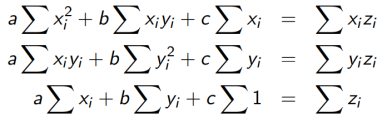 a∑x_i^2 + b∑x_iy_i + c∑x_i = ∑x_iz_i
a∑x_iy_i + b∑y_i^2 + c∑y_i = ∑y_iz_i
a∑x_i + b∑y_i + c∑1 = ∑z_i